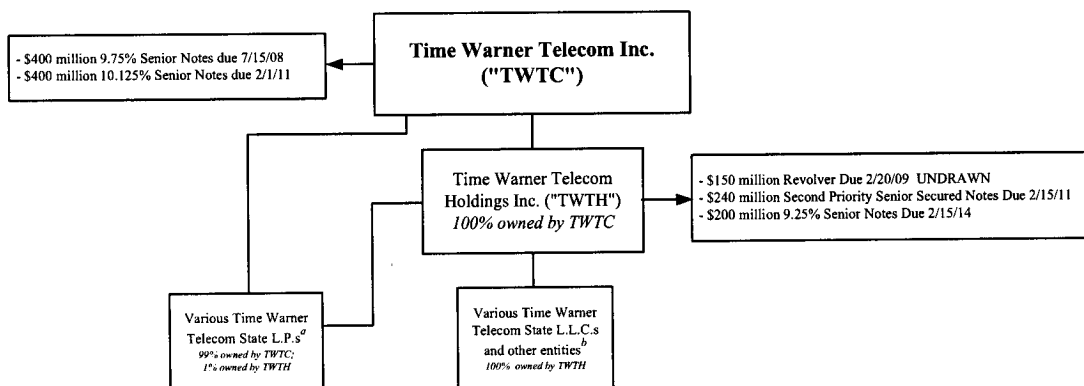 Time Warner Telecom Inc.
("TWTC")
- $400 million 9.75% Senior Notes due 7/15/08
- $400 million 10.125% Senior Notes due 2/1/11
Time Warner Telecom
Holdings Inc. ("TWTH")
100% owned by TWTC
- $150 million Revolver Due 2/20/09 UNDRAWN
- $240 million Second Priority Senior Secured Notes Due 2/15/11
- $200 million 9.25% Senior Notes Due 2/15/14
Various Time Warner
Telecom State L.P.s a
99% owned by TWTC;
1% owned by TWTH
Various Time Warner
Telecom State L.L.C.s
and other entities b
100% owned by TWTH